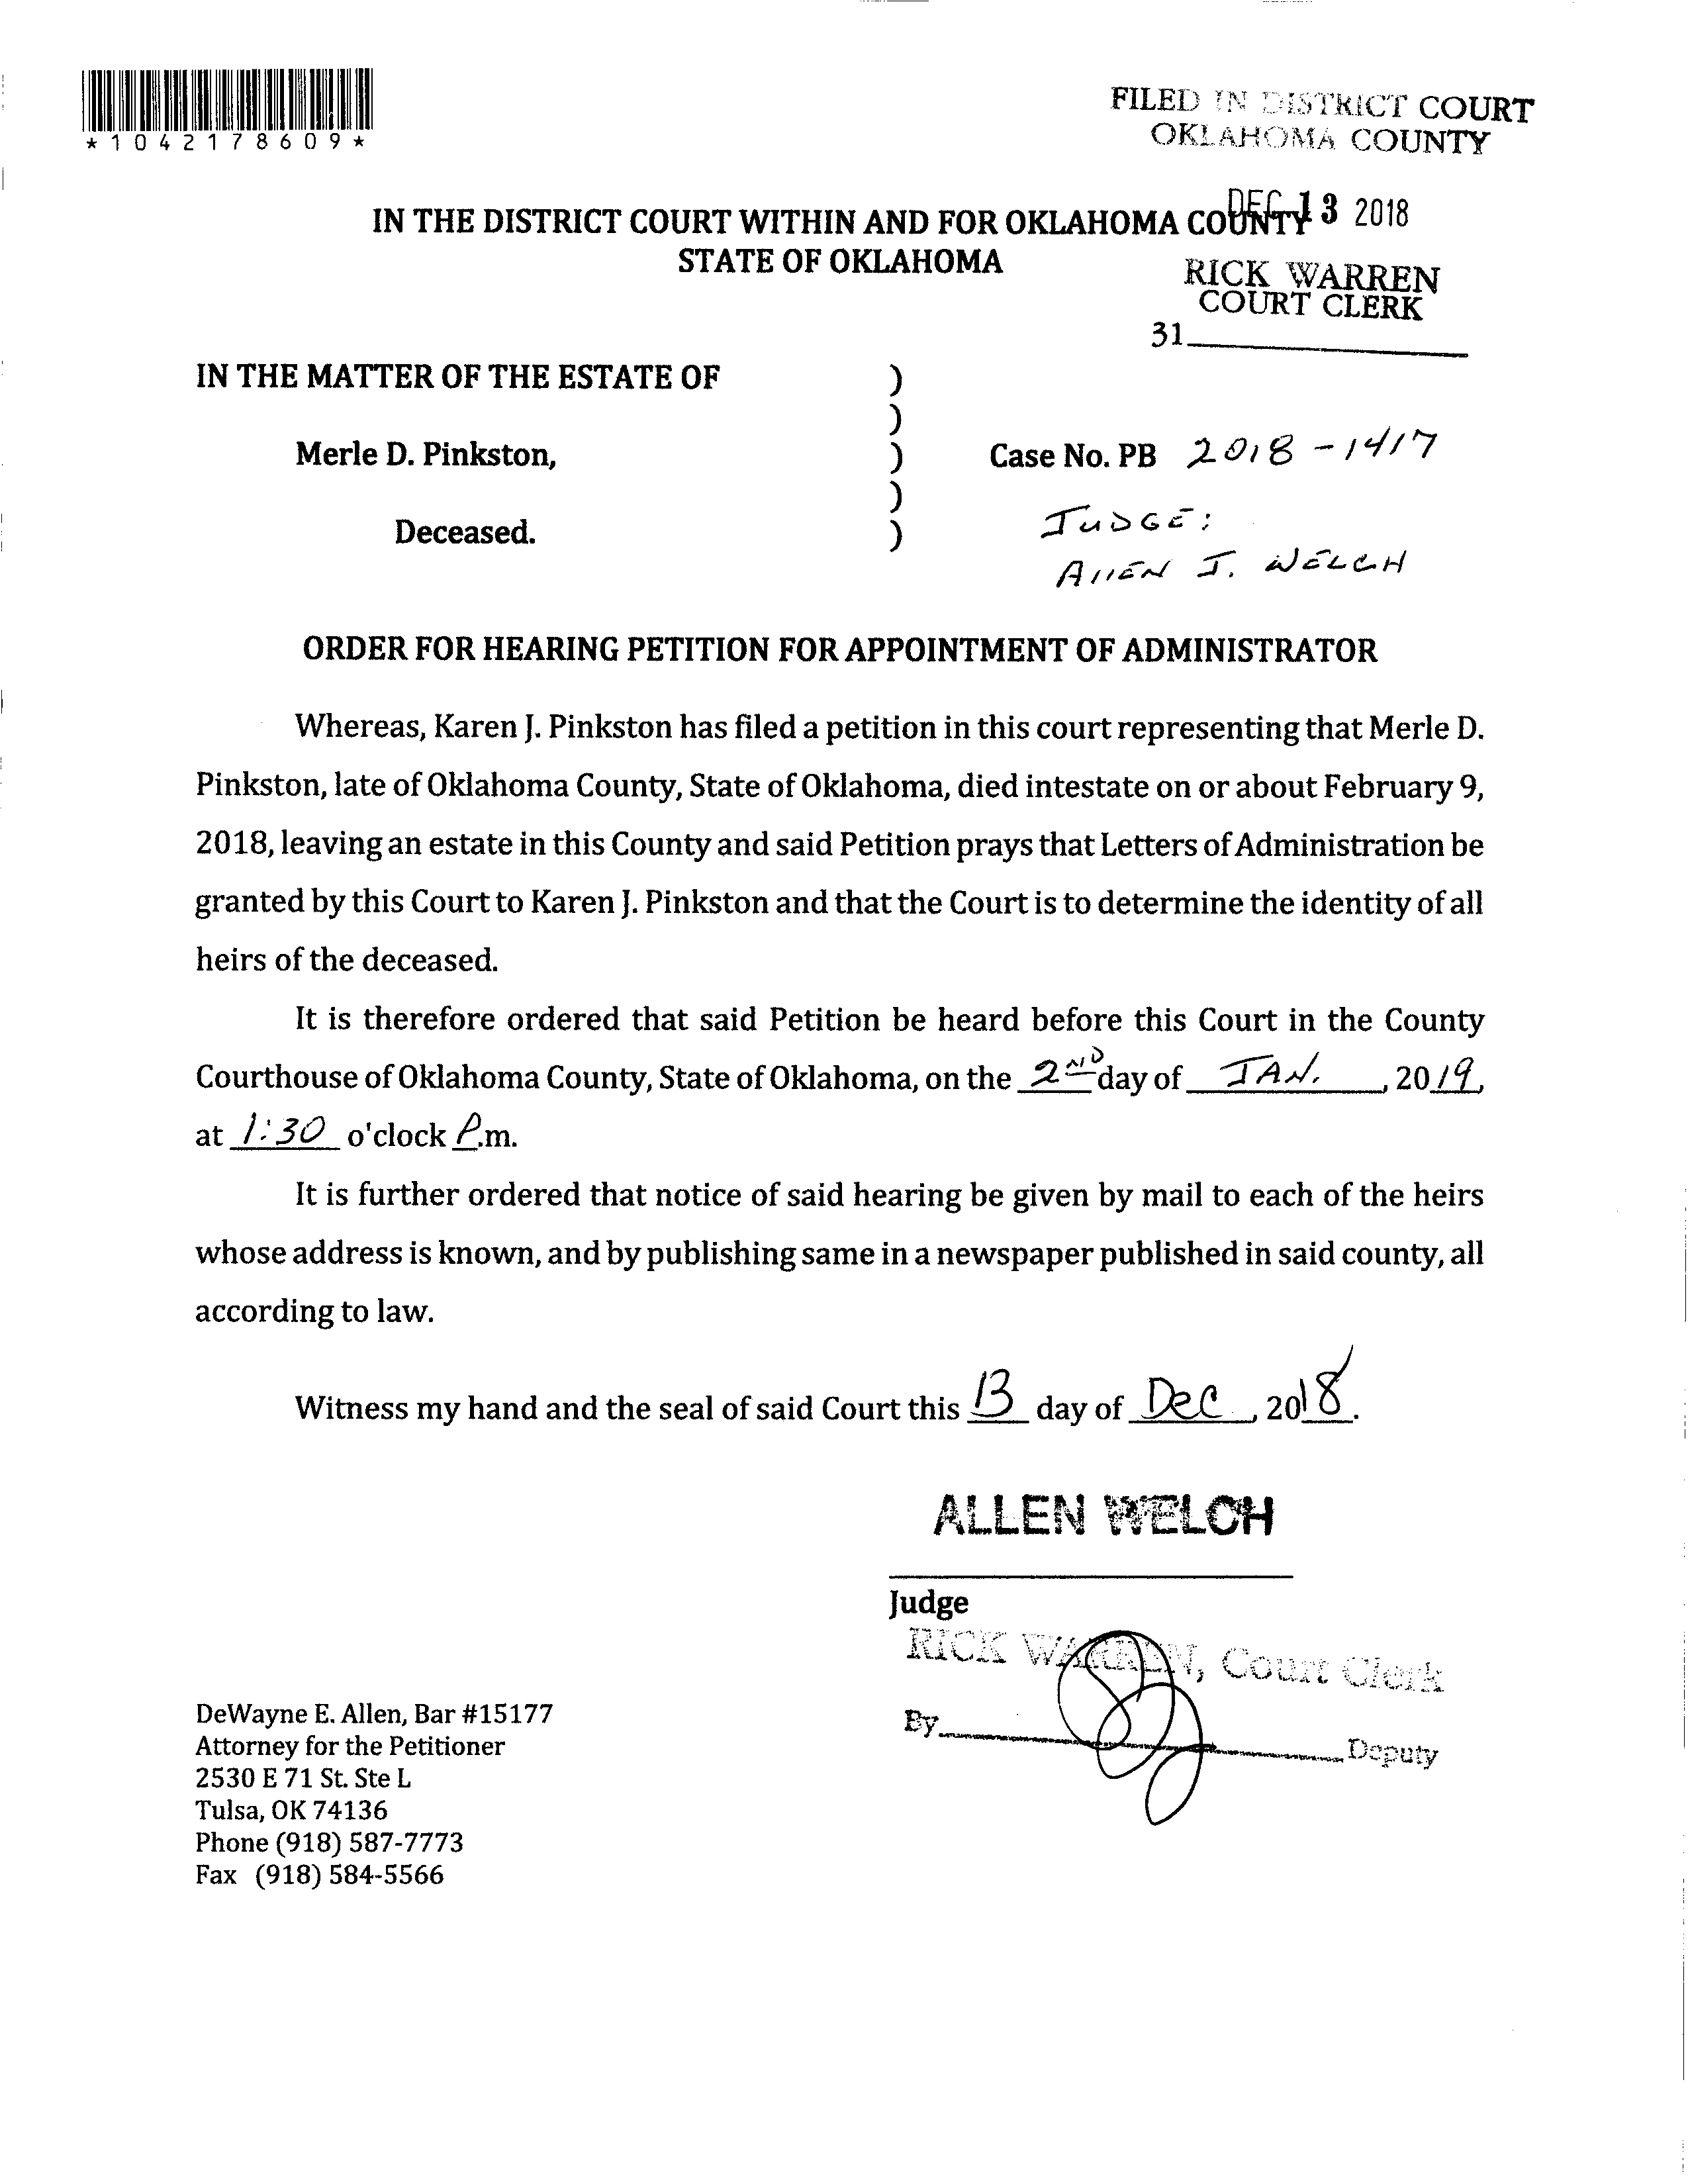 *1042178609*
FILED IN DISTRICT COURT
OKLAHOMA COUNTY
DEC 13 2018
IN THE DISTRICT COURT WITHIN AND FOR OKLAHOMA COUNTY
STATE OF OKLAHOMA
RICK WARREN
COURT CLERK
31
IN THE MATTER OF THE ESTATE OF )
)
Merle D. Pinkston, ) Case No. PB 2018-1417
)
Deceased. ) JUDGE:
ALLEN J. WELCH
ORDER FOR HEARING PETITION FOR APPOINTMENT OF ADMINISTRATOR
Whereas, Karen J. Pinkston has filed a petition in this court representing that Merle D.
Pinkston, late of Oklahoma County, State of Oklahoma, died intestate on or about February 9,
2018, leaving an estate in this County and said Petition prays that Letters of Administration be
granted by this Court to Karen J. Pinkston and that the Court is to determine the identity of all
heirs of the deceased.
It is therefore ordered that said Petition be heard before this Court in the County
Courthouse of Oklahoma County, State of Oklahoma, on the 2ND day of JAN., 2019,
at 1:30 o'clock P.m.
It is further ordered that notice of said hearing be given by mail to each of the heirs
whose address is known, and by publishing same in a newspaper published in said county, all
according to law.
Witness my hand and the seal of said Court this 13 day of Dec, 2018.
ALLEN WELCH
Judge
RICK WARREN, Court Clerk
By Deputy
DeWayne E. Allen, Bar #15177
Attorney for the Petitioner
2530 E 71 St. Ste L
Tulsa, OK 74136
Phone (918) 587-7773
Fax (918) 584-5566